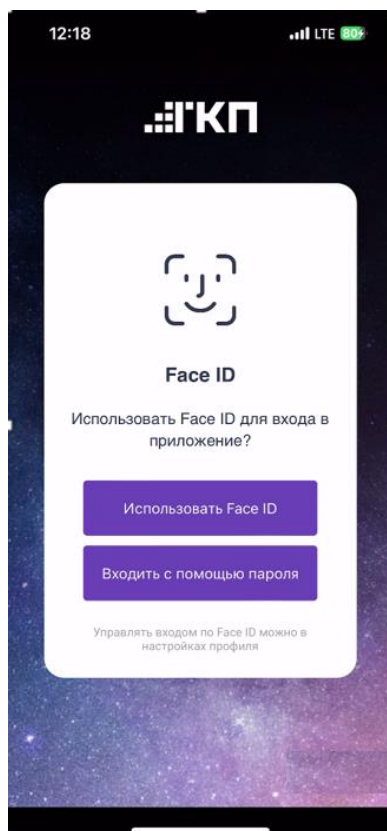 12:18
LTE 80
ГКП
Face ID
Использовать Face ID для входа в
приложение?
Использовать Face ID
Входить с помощью пароля
Управлять входом по Face ID можно в
настройках профиля